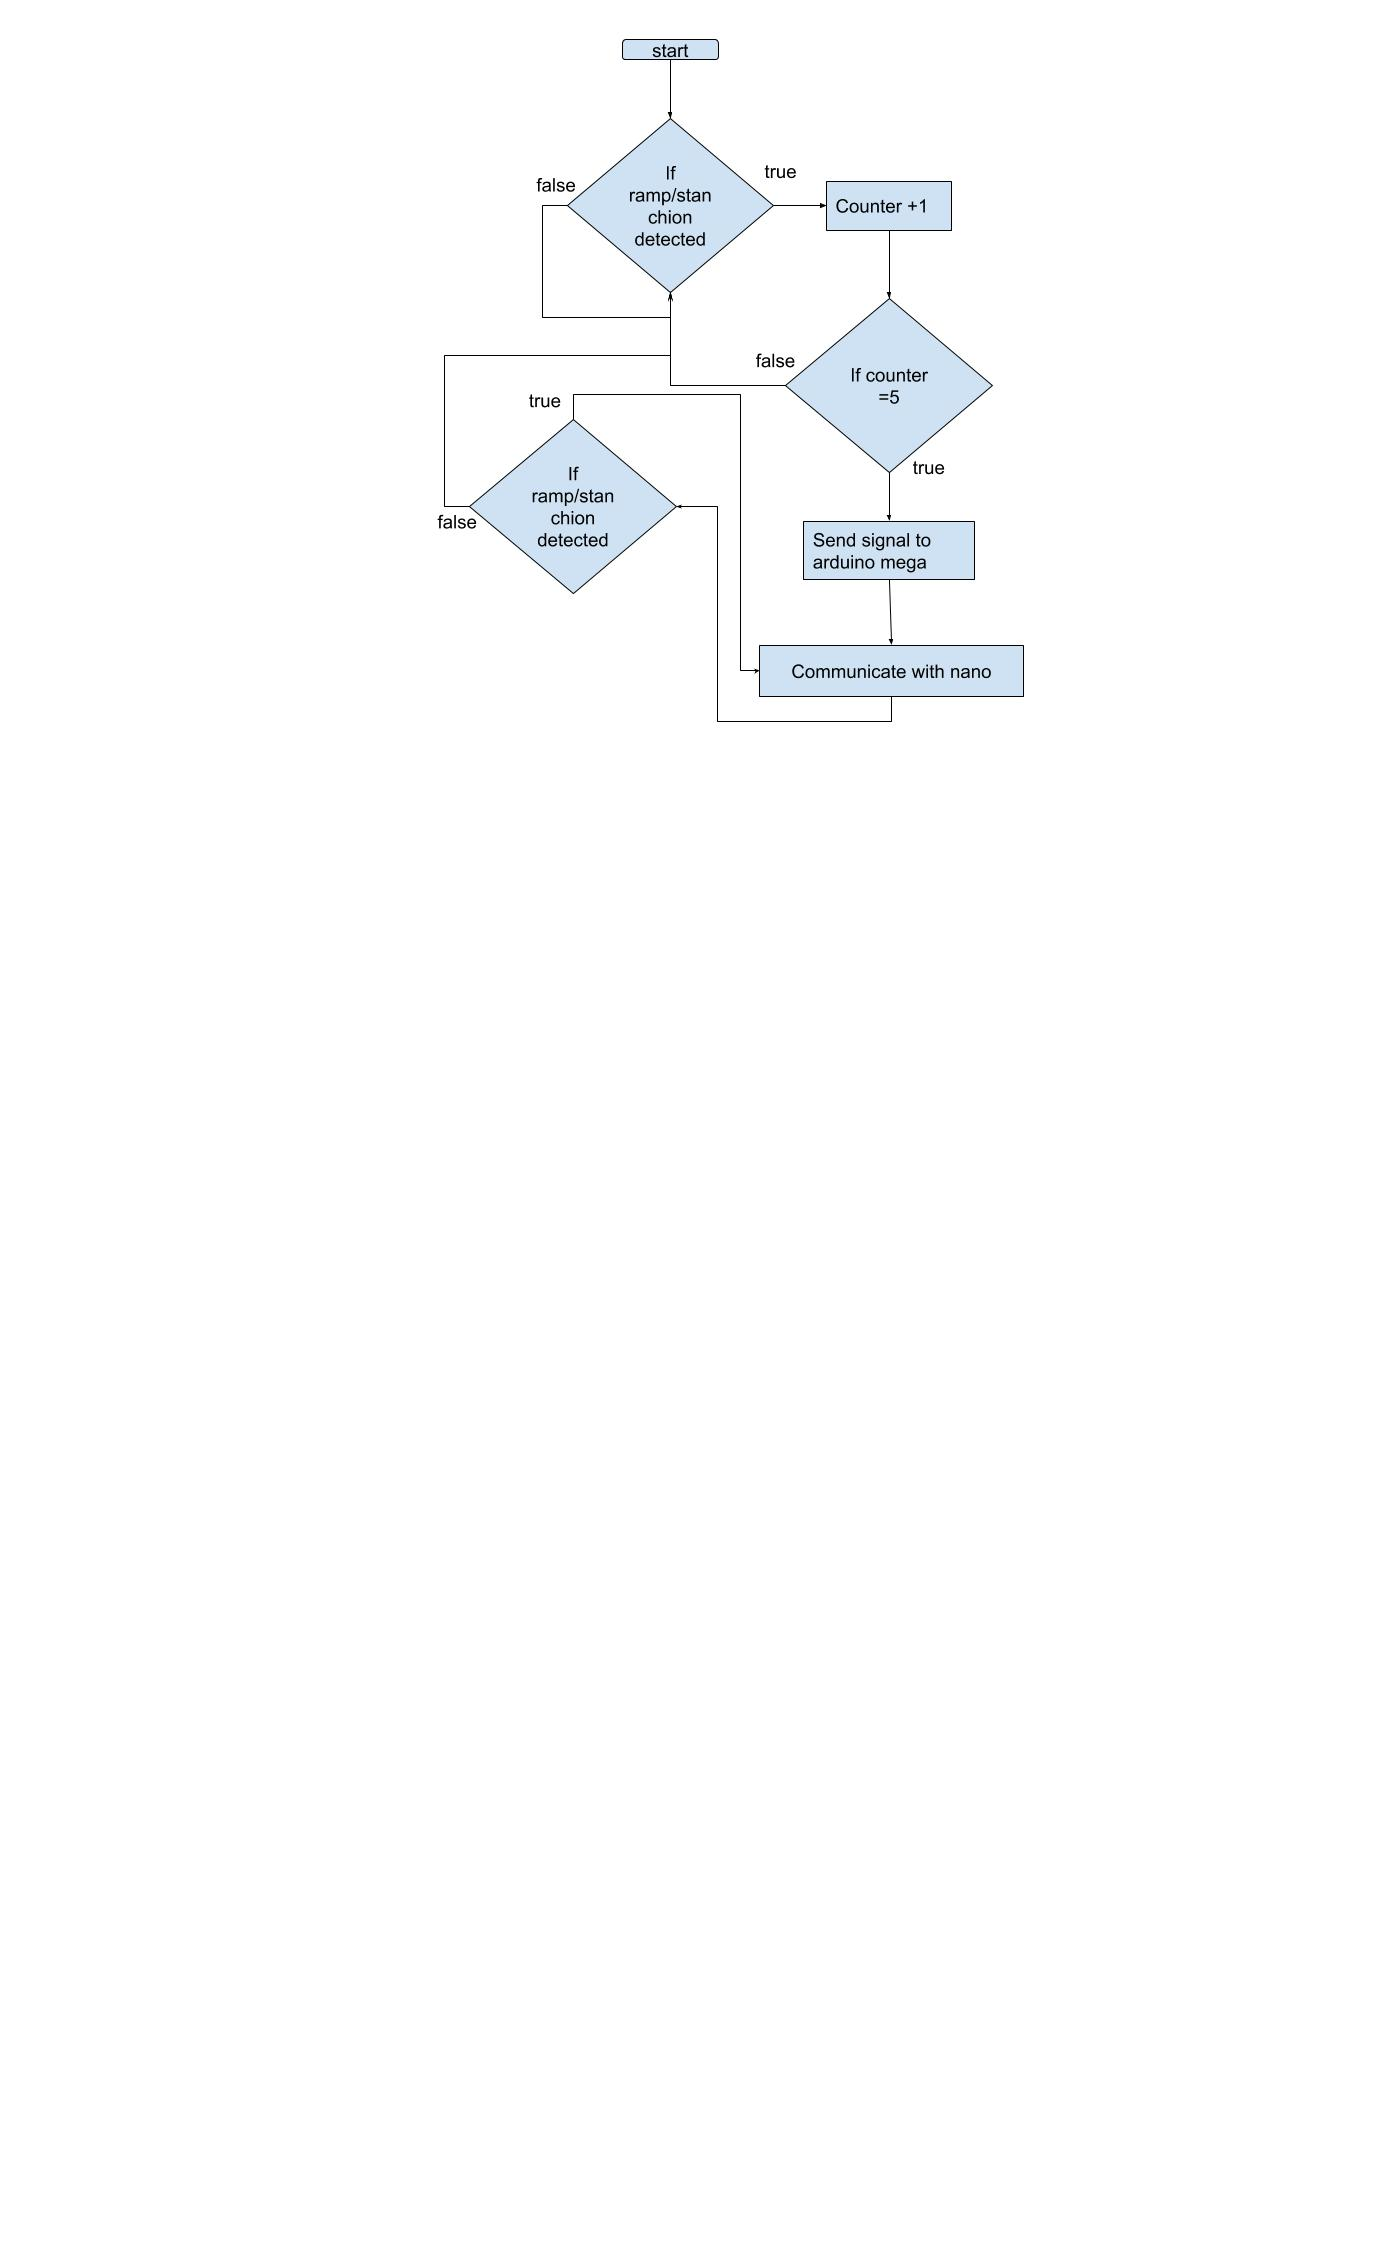 start
If
ramp/stan
chion
detected
false
true
Counter +1
If counter
=5
false
true
Send signal to
arduino mega
Communicate with nano
If
ramp/stan
chion
detected
true
false